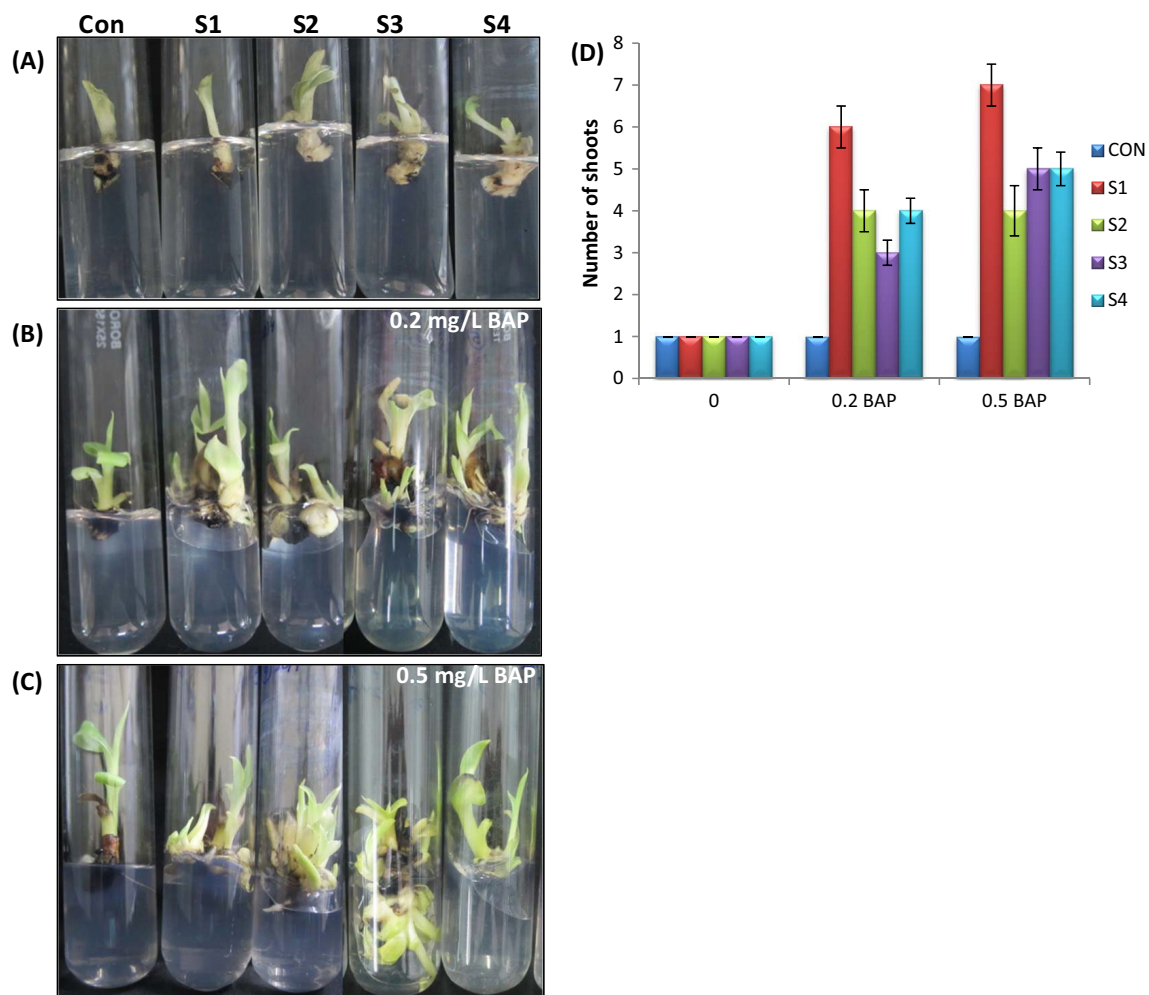 Con S1 S2 S3 S4
(A)
(B)
0.2 mg/L BAP
(C)
0.5 mg/L BAP
(D)
Number of shoots
8
7
6
5
4
3
2
1
0
0 0.2 BAP 0.5 BAP
CON
S1
S2
S3
S4